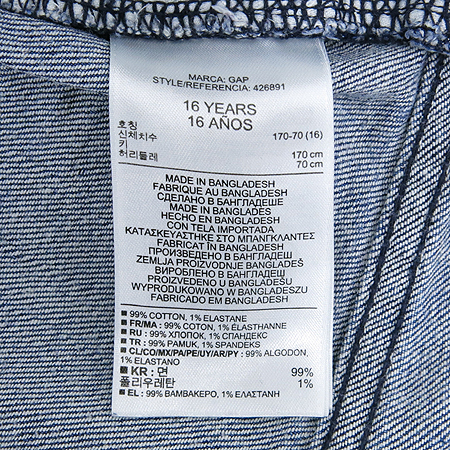 MARCA: GAP
STYLE/REFERENCIA: 426891
16 YEARS
16 AÑOS
호칭
신체치수 170-70 (16)
키 170 cm
허리둘레 70 cm
MADE IN BANGLADESH
FABRIQUE AU BANGLADESH
СДЕЛАНО В БАНГЛАДЕШЕ
MADE IN BANGLADÈS
HECHO EN BANGLADESH
CON TELA IMPORTADA
ΚΑΤΑΣΚΕΥΑΣΤΗΚΕ ΣΤΟ ΜΠΑΝΓΚΛΑΝΤΕΣ
FABRICAT ÎN BANGLADESH
ПРОИЗВЕДЕНО В БАНГЛАДЕШ
ZEMLJA PROIZVODNJE BANGLADEŠ
ВИРОБЛЕНО В БАНГЛАДЕШ
PROIZVEDENO U BANGLADEŠU
WYPRODUKOWANO W BANGLADESZU
FABRICADO EM BANGLADESH
■ 99% COTTON, 1% ELASTANE
■ FR/MA : 99% COTON, 1% ÉLASTHANNE
■ RU : 99% ХЛОПОК, 1% СПАНДЕКС
■ TR : 99% PAMUK, 1% SPANDEKS
■ CL/CO/MX/PA/PE/UY/AR/PY : 99% ALGODON,
1% ELASTANO
■ KR : 면 99%
폴리우레탄 1%
■ EL : 99% ΒΑΜΒΑΚΕΡΟ, 1% ΕΛΑΣΤΑΝΗ